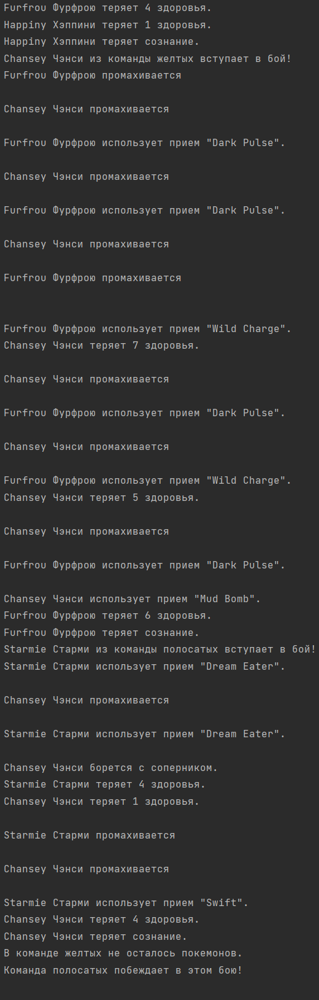 Furfrou Фурфрою теряет 4 здоровья.
Happiny Хэппини теряет 1 здоровья.
Happiny Хэппини теряет сознание.
Chansey Чэнси из команды желтых вступает в бой!
Furfrou Фурфрою промахивается
Chansey Чэнси промахивается
Furfrou Фурфрою использует прием "Dark Pulse".
Chansey Чэнси промахивается
Furfrou Фурфрою использует прием "Dark Pulse".
Chansey Чэнси промахивается
Furfrou Фурфрою промахивается
Furfrou Фурфрою использует прием "Wild Charge".
Chansey Чэнси теряет 7 здоровья.
Chansey Чэнси промахивается
Furfrou Фурфрою использует прием "Dark Pulse".
Chansey Чэнси промахивается
Furfrou Фурфрою использует прием "Wild Charge".
Chansey Чэнси теряет 5 здоровья.
Chansey Чэнси промахивается
Furfrou Фурфрою использует прием "Dark Pulse".
Chansey Чэнси использует прием "Mud Bomb".
Furfrou Фурфрою теряет 6 здоровья.
Furfrou Фурфрою теряет сознание.
Starmie Старми из команды полосатых вступает в бой!
Starmie Старми использует прием "Dream Eater".
Chansey Чэнси промахивается
Starmie Старми использует прием "Dream Eater".
Chansey Чэнси борется с соперником.
Starmie Старми теряет 4 здоровья.
Chansey Чэнси теряет 1 здоровья.
Starmie Старми промахивается
Chansey Чэнси промахивается
Starmie Старми использует прием "Swift".
Chansey Чэнси теряет 4 здоровья.
Chansey Чэнси теряет сознание.
В команде желтых не осталось покемонов.
Команда полосатых побеждает в этом бою!